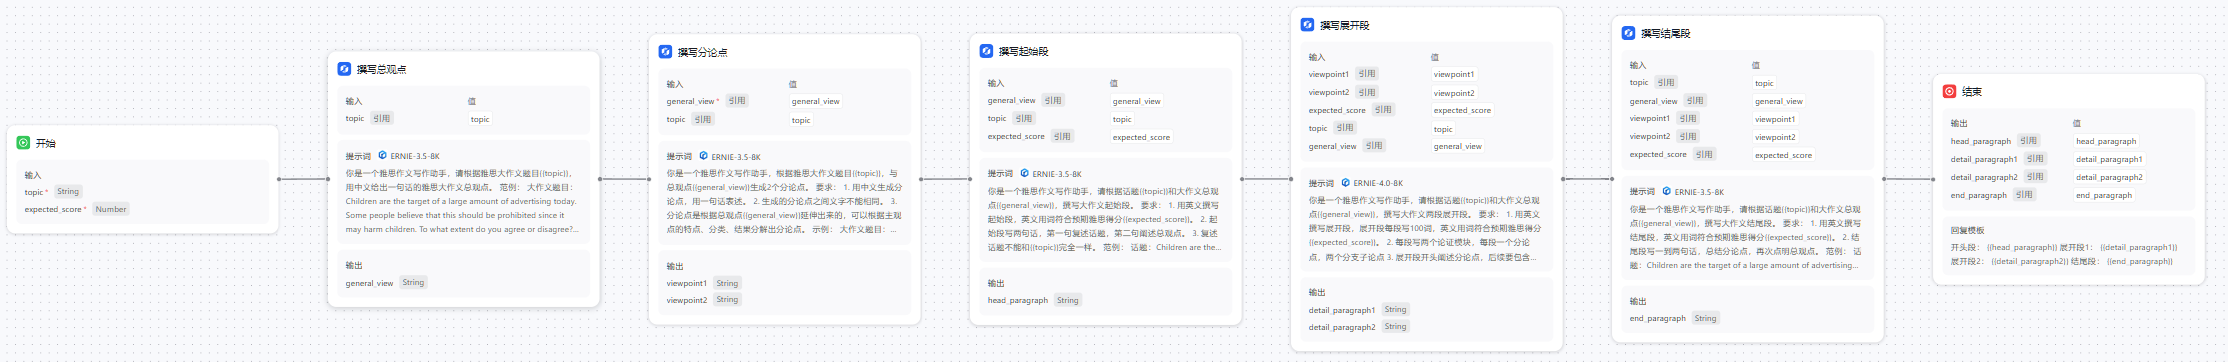 开始
输入
topic* String
expected_score* Number
撰写总观点
输入 值
topic 引用 topic
提示词 ERNIE-3.5-8K
你是一个雅思作文写作助手，请根据雅思大作文题目{{topic}}，
用中文给出一句话的雅思大作文总观点。 范例： 大作文题目：
Children are the target of a large amount of advertising today.
Some people believe that this should be prohibited since it
may harm children. To what extent do you agree or disagree?...
输出
general_view String
撰写分论点
输入 值
general_view* 引用 general_view
topic 引用 topic
提示词 ERNIE-3.5-8K
你是一个雅思作文写作助手，根据雅思大作文题目{{topic}}，与
总观点{{general_view}}生成2个分论点。 要求： 1. 用中文生成分
论点，用一句话表述。 2. 生成的分论点之间义字不能相同。 3.
分论点是根据总论点{{general_view}}延伸出来的，可以根据主观
点的特点、分类、结果分解出分论点。 示例： 大作文题目：...
输出
viewpoint1 String
viewpoint2 String
撰写起始段
输入 值
general_view 引用 general_view
topic 引用 topic
expected_score 引用 expected_score
提示词 ERNIE-3.5-8K
你是一个雅思作文写作助手，请根据话题{{topic}}和大作文总观
点{{general_view}}，撰写大作文起始段。 要求： 1. 用英文撰写
起始段，英文用词符合预期雅思得分{{expected_score}}。 2. 起
始段写两句话，第一句复述话题，第二句阐述总观点。 3. 复述
话题不能和{{topic}}完全一样。 范例： 话题：Children are the...
输出
head_paragraph String
撰写展开段
输入 值
viewpoint1 引用 viewpoint1
viewpoint2 引用 viewpoint2
expected_score 引用 expected_score
topic 引用 topic
general_view 引用 general_view
提示词 ERNIE-4.0-8K
你是一个雅思作文写作助手，请根据话题{{topic}}和大作文总观
点{{general_view}}，撰写大作文两段展开段。 要求： 1. 用英文
撰写展开段，展开段每段写100词，英文用词符合预期雅思得分
{{expected_score}}。 2. 每段写两个论证模块，每段一个分论
点，两个分支子论点 3. 展开段开头阐述分论点，后续要包含...
输出
detail_paragraph1 String
detail_paragraph2 String
撰写结尾段
输入 值
topic 引用 topic
general_view 引用 general_view
viewpoint1 引用 viewpoint1
viewpoint2 引用 viewpoint2
expected_score 引用 expected_score
提示词 ERNIE-3.5-8K
你是一个雅思作文写作助手，请根据话题{{topic}}和大作文总观
点{{general_view}}，撰写大作文结尾段。 要求： 1. 用英文撰写
结尾段，英文用词符合预期雅思得分{{expected_score}}。 2. 结
尾段写一到两句话，总结分论点，再次点明总观点。 范例： 话
题：Children are the target of a large amount of advertising...
输出
end_paragraph String
结束
输出 值
head_paragraph 引用 head_paragraph
detail_paragraph1 引用 detail_paragraph1
detail_paragraph2 引用 detail_paragraph2
end_paragraph 引用 end_paragraph
回复模板
开头段： {{head_paragraph}} 展开段1： {{detail_paragraph1}}
展开段2： {{detail_paragraph2}} 结尾段： {{end_paragraph}}